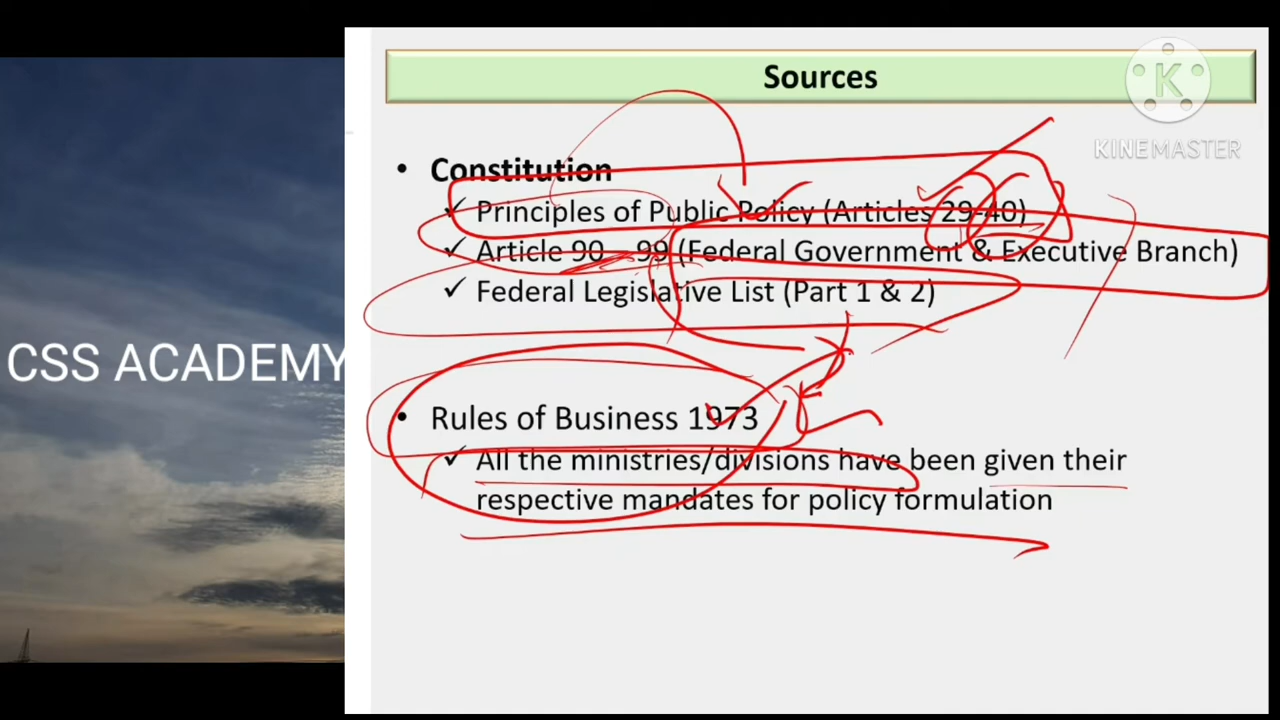 Sources
K
KINEMASTER
• Constitution
✓ Principles of Public Policy (Articles 29-40)
✓ Article 90 – 99 (Federal Government & Executive Branch)
✓ Federal Legislative List (Part 1 & 2)
CSS ACADEMY
• Rules of Business 1973
✓ All the ministries/divisions have been given their
respective mandates for policy formulation